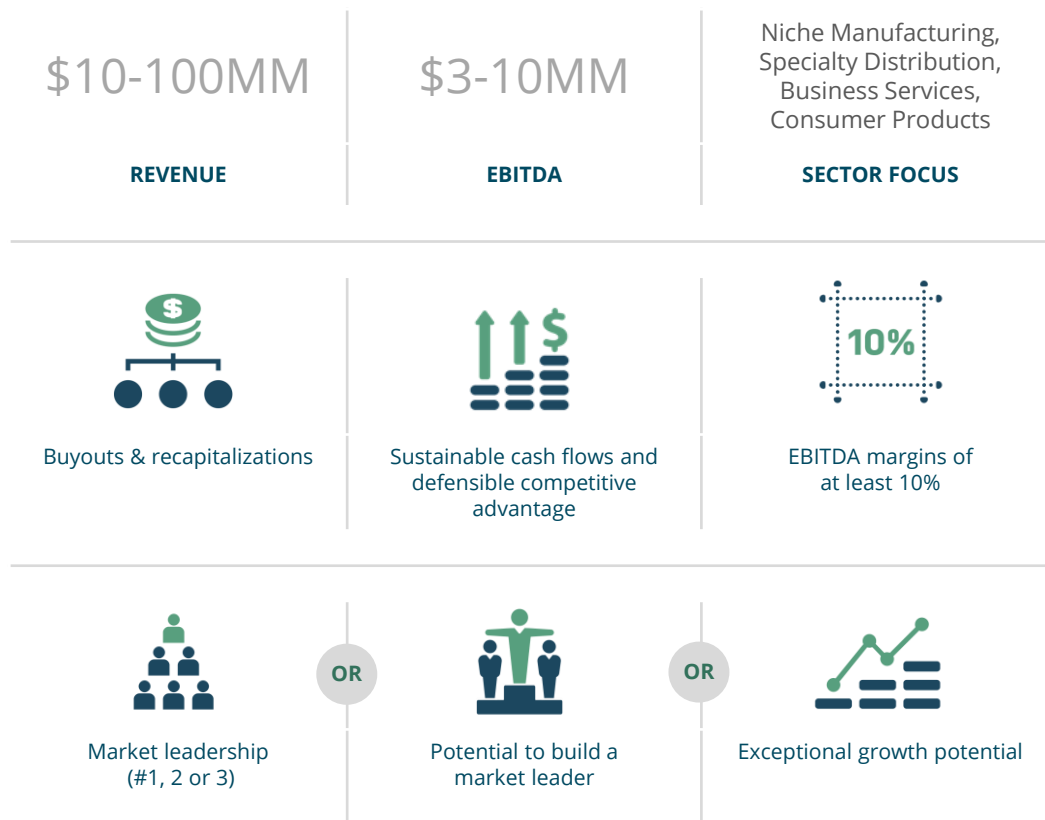 $10-100MM
REVENUE
$3-10MM
EBITDA
Niche Manufacturing,
Specialty Distribution,
Business Services,
Consumer Products
SECTOR FOCUS
$
Buyouts & recapitalizations
$
Sustainable cash flows and
defensible competitive
advantage
10%
EBITDA margins of
at least 10%
Market leadership
(#1, 2 or 3)
OR
Potential to build a
market leader
OR
Exceptional growth potential